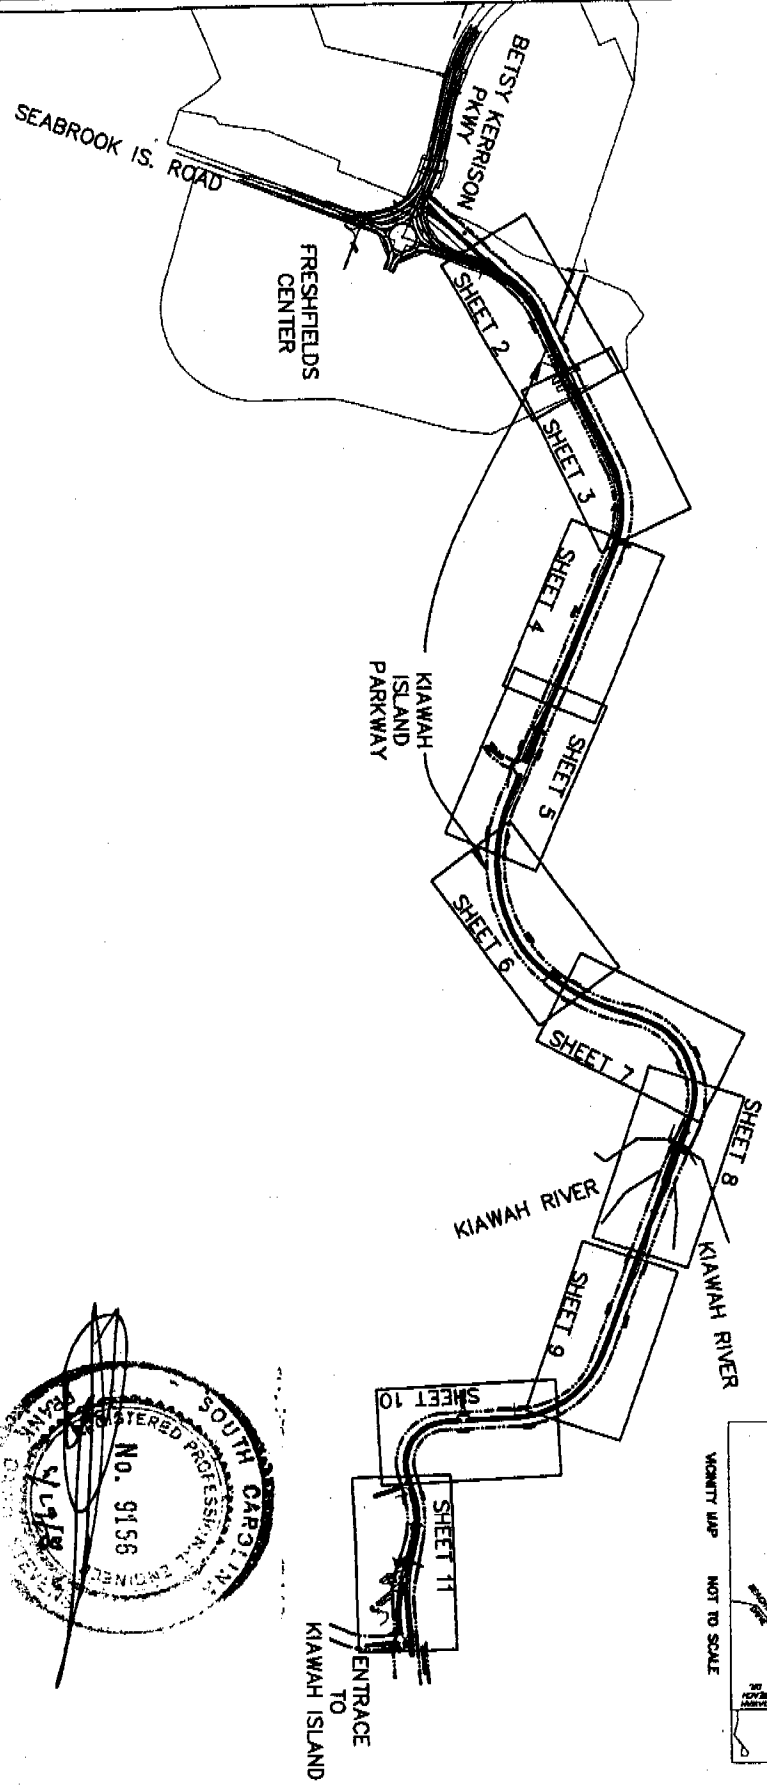 BETSY KERRISON
PKWY
SEABROOK IS. ROAD
FRESHFIELDS
CENTER
SHEET 2
SHEET 3
SHEET 4
KIAWAH
ISLAND
PARKWAY
SHEET 5
SHEET 6
SHEET 7
SHEET 8
KIAWAH RIVER
KIAWAH RIVER
SHEET 9
SHEET 10
SHEET 11
ENTRACE
TO
KIAWAH ISLAND
VICINITY MAP NOT TO SCALE
SOUTH CAROLINA
REGISTERED PROFESSIONAL ENGINEER
No. 9156
FRANK